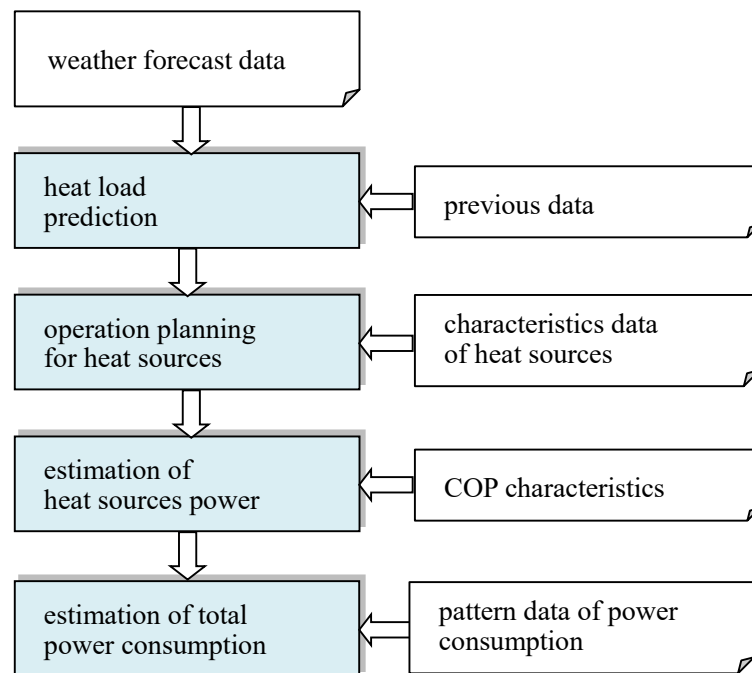 weather forecast data
heat load
prediction
previous data
operation planning
for heat sources
characteristics data
of heat sources
estimation of
heat sources power
COP characteristics
estimation of total
power consumption
pattern data of power
consumption